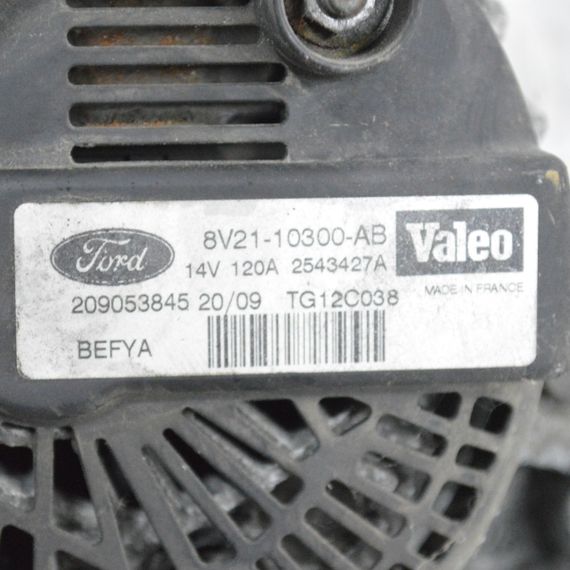 Ford 8V21-10300-AB Valeo
14V 120A 2543427A
209053845 20/09 TG12C038 MADE IN FRANCE
BEFYA